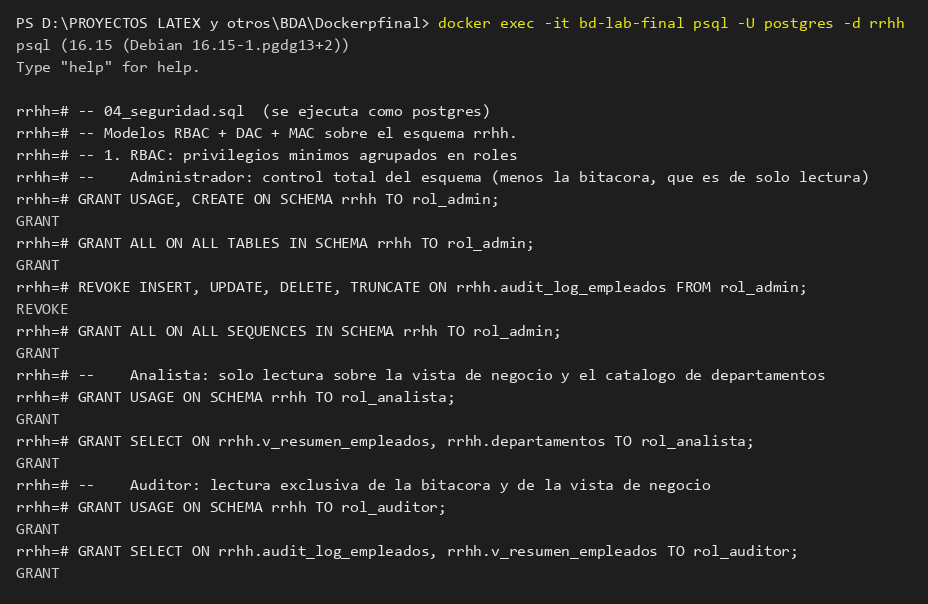 PS D:\PROYECTOS LATEX y otros\BDA\Dockerpfinal> docker exec -it bd-lab-final psql -U postgres -d rrhh
psql (16.15 (Debian 16.15-1.pgdg13+2))
Type "help" for help.

rrhh=# -- 04_seguridad.sql  (se ejecuta como postgres)
rrhh=# -- Modelos RBAC + DAC + MAC sobre el esquema rrhh.
rrhh=# -- 1. RBAC: privilegios minimos agrupados en roles
rrhh=# --    Administrador: control total del esquema (menos la bitacora, que es de solo lectura)
rrhh=# GRANT USAGE, CREATE ON SCHEMA rrhh TO rol_admin;
GRANT
rrhh=# GRANT ALL ON ALL TABLES IN SCHEMA rrhh TO rol_admin;
GRANT
rrhh=# REVOKE INSERT, UPDATE, DELETE, TRUNCATE ON rrhh.audit_log_empleados FROM rol_admin;
REVOKE
rrhh=# GRANT ALL ON ALL SEQUENCES IN SCHEMA rrhh TO rol_admin;
GRANT
rrhh=# --    Analista: solo lectura sobre la vista de negocio y el catalogo de departamentos
rrhh=# GRANT USAGE ON SCHEMA rrhh TO rol_analista;
GRANT
rrhh=# GRANT SELECT ON rrhh.v_resumen_empleados, rrhh.departamentos TO rol_analista;
GRANT
rrhh=# --    Auditor: lectura exclusiva de la bitacora y de la vista de negocio
rrhh=# GRANT USAGE ON SCHEMA rrhh TO rol_auditor;
GRANT
rrhh=# GRANT SELECT ON rrhh.audit_log_empleados, rrhh.v_resumen_empleados TO rol_auditor;
GRANT